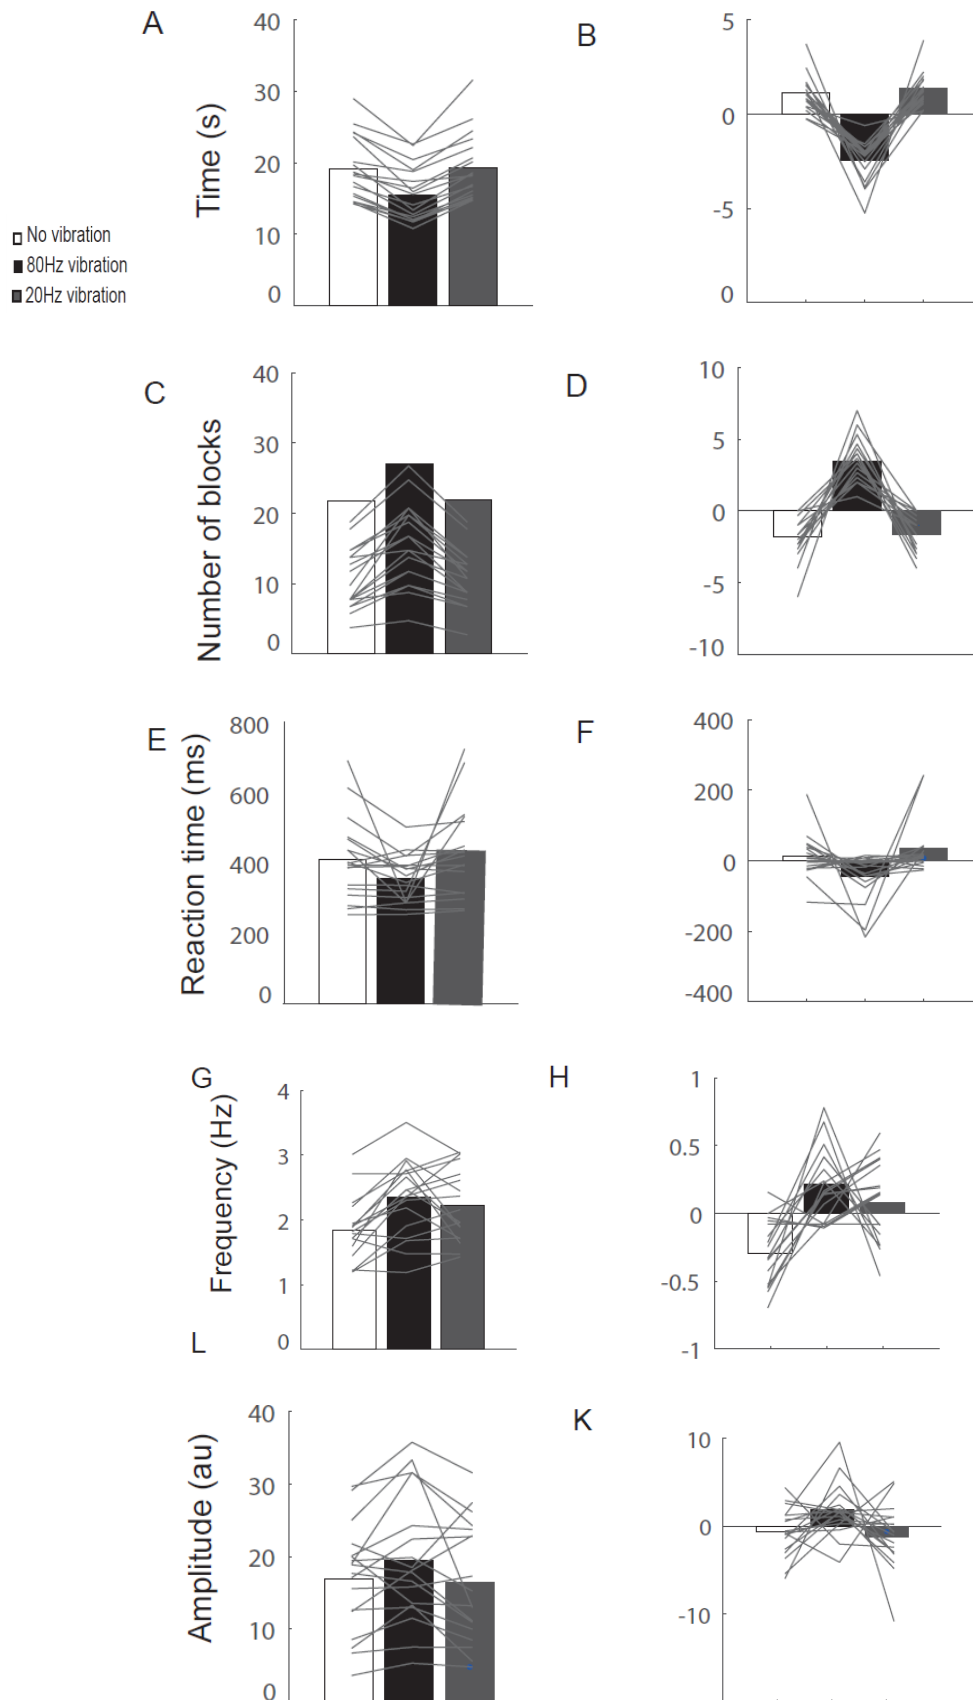 A
Time (s)
40
30
20
10
0
B
5
0
-5
0
No vibration
80Hz vibration
20Hz vibration
C
Number of blocks
40
30
20
10
0
D
10
5
0
-5
-10
E
Reaction time (ms)
800
600
400
200
0
F
400
200
0
-200
-400
G
Frequency (Hz)
4
3
2
1
0
H
1
0.5
0
-0.5
-1
L
Amplitude (au)
40
30
20
10
0
K
10
0
-10